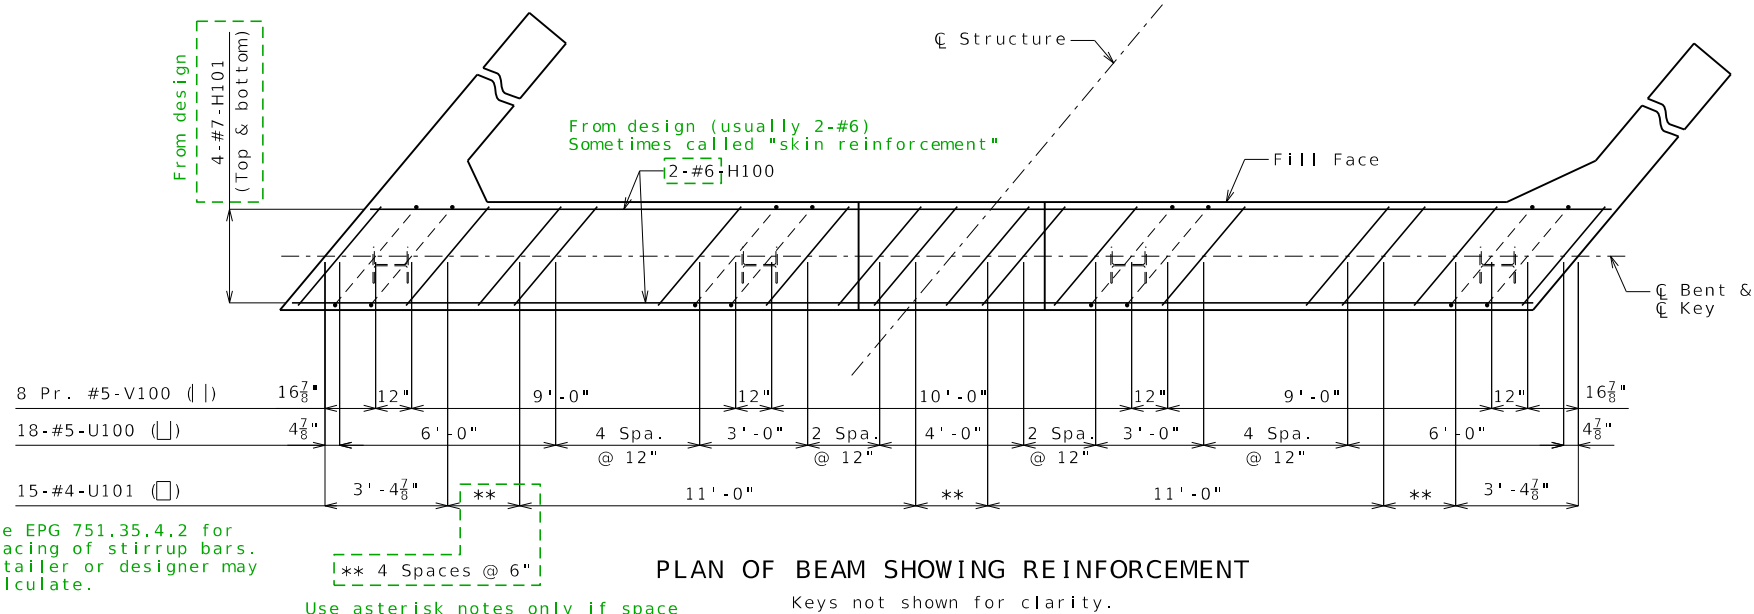 From design
4-#7-H101
(Top & bottom)
℄ Structure
From design (usually 2-#6)
Sometimes called "skin reinforcement"
2-#6-H100
Fill Face
℄ Bent &
℄ Key
8 Pr. #5-V100 (| |) 16⅞" 12" 9'-0" 12" 10'-0" 12" 9'-0" 12" 16⅞"
18-#5-U100 (⊔) 4⅞" 6'-0" 4 Spa. 3'-0" 2 Spa. 4'-0" 2 Spa. 3'-0" 4 Spa. 6'-0" 4⅞"
@ 12" @ 12" @ 12" @ 12"
15-#4-U101 (□) 3'-4⅞" ** 11'-0" ** 11'-0" ** 3'-4⅞"
e EPG 751.35.4.2 for
acing of stirrup bars.
tailer or designer may
lculate.
** 4 Spaces @ 6"
Use asterisk notes only if space
PLAN OF BEAM SHOWING REINFORCEMENT
Keys not shown for clarity.